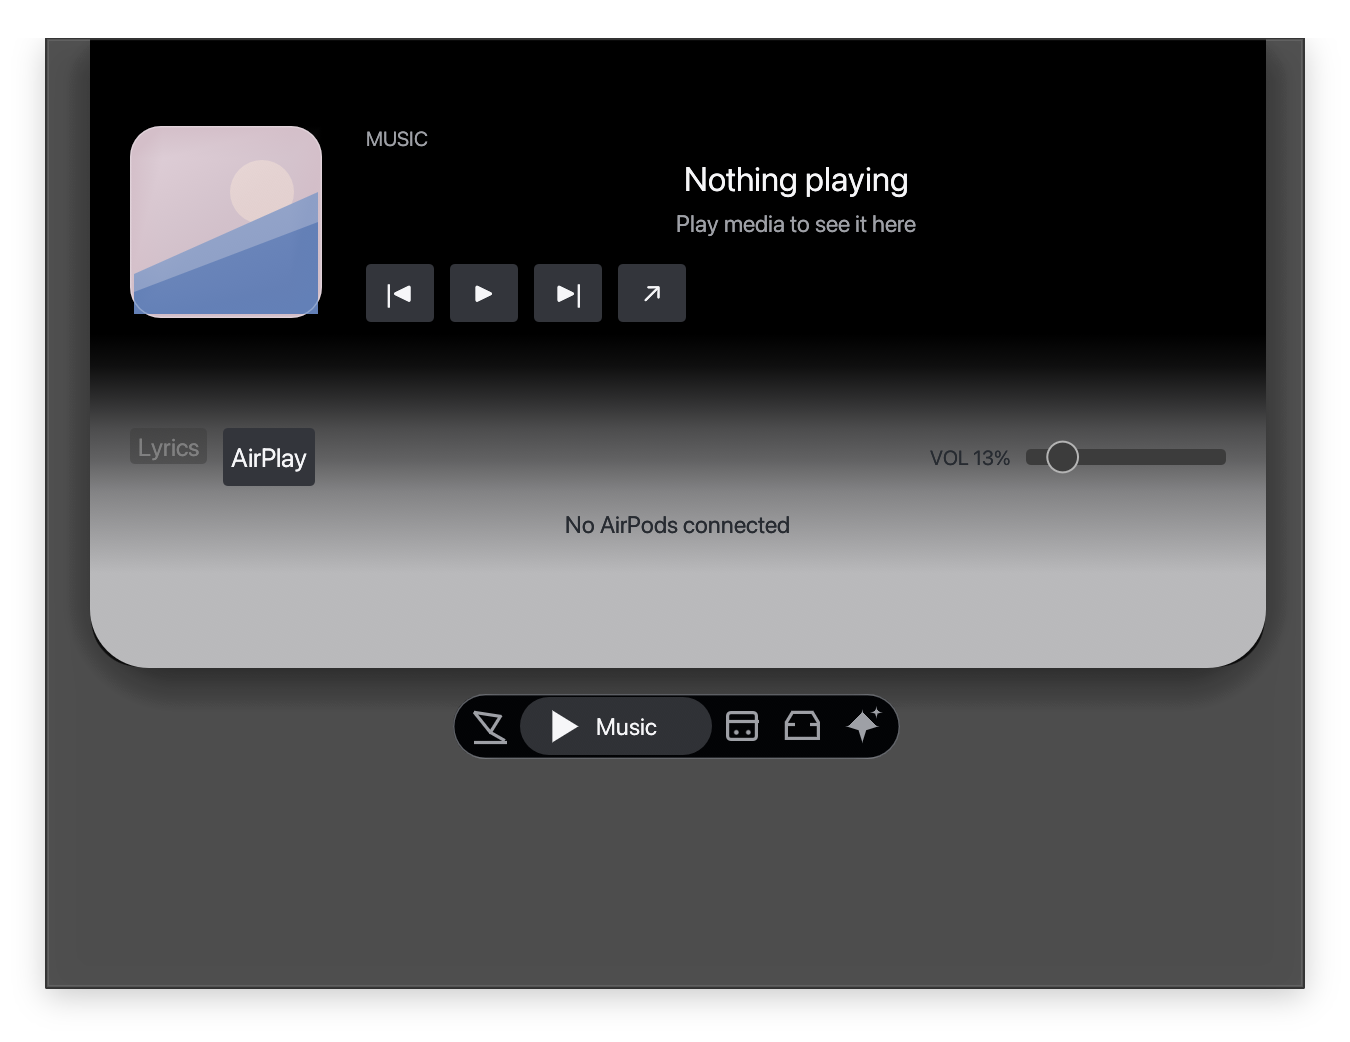 MUSIC
Nothing playing
Play media to see it here
Lyrics
AirPlay
VOL 13%
No AirPods connected
Music